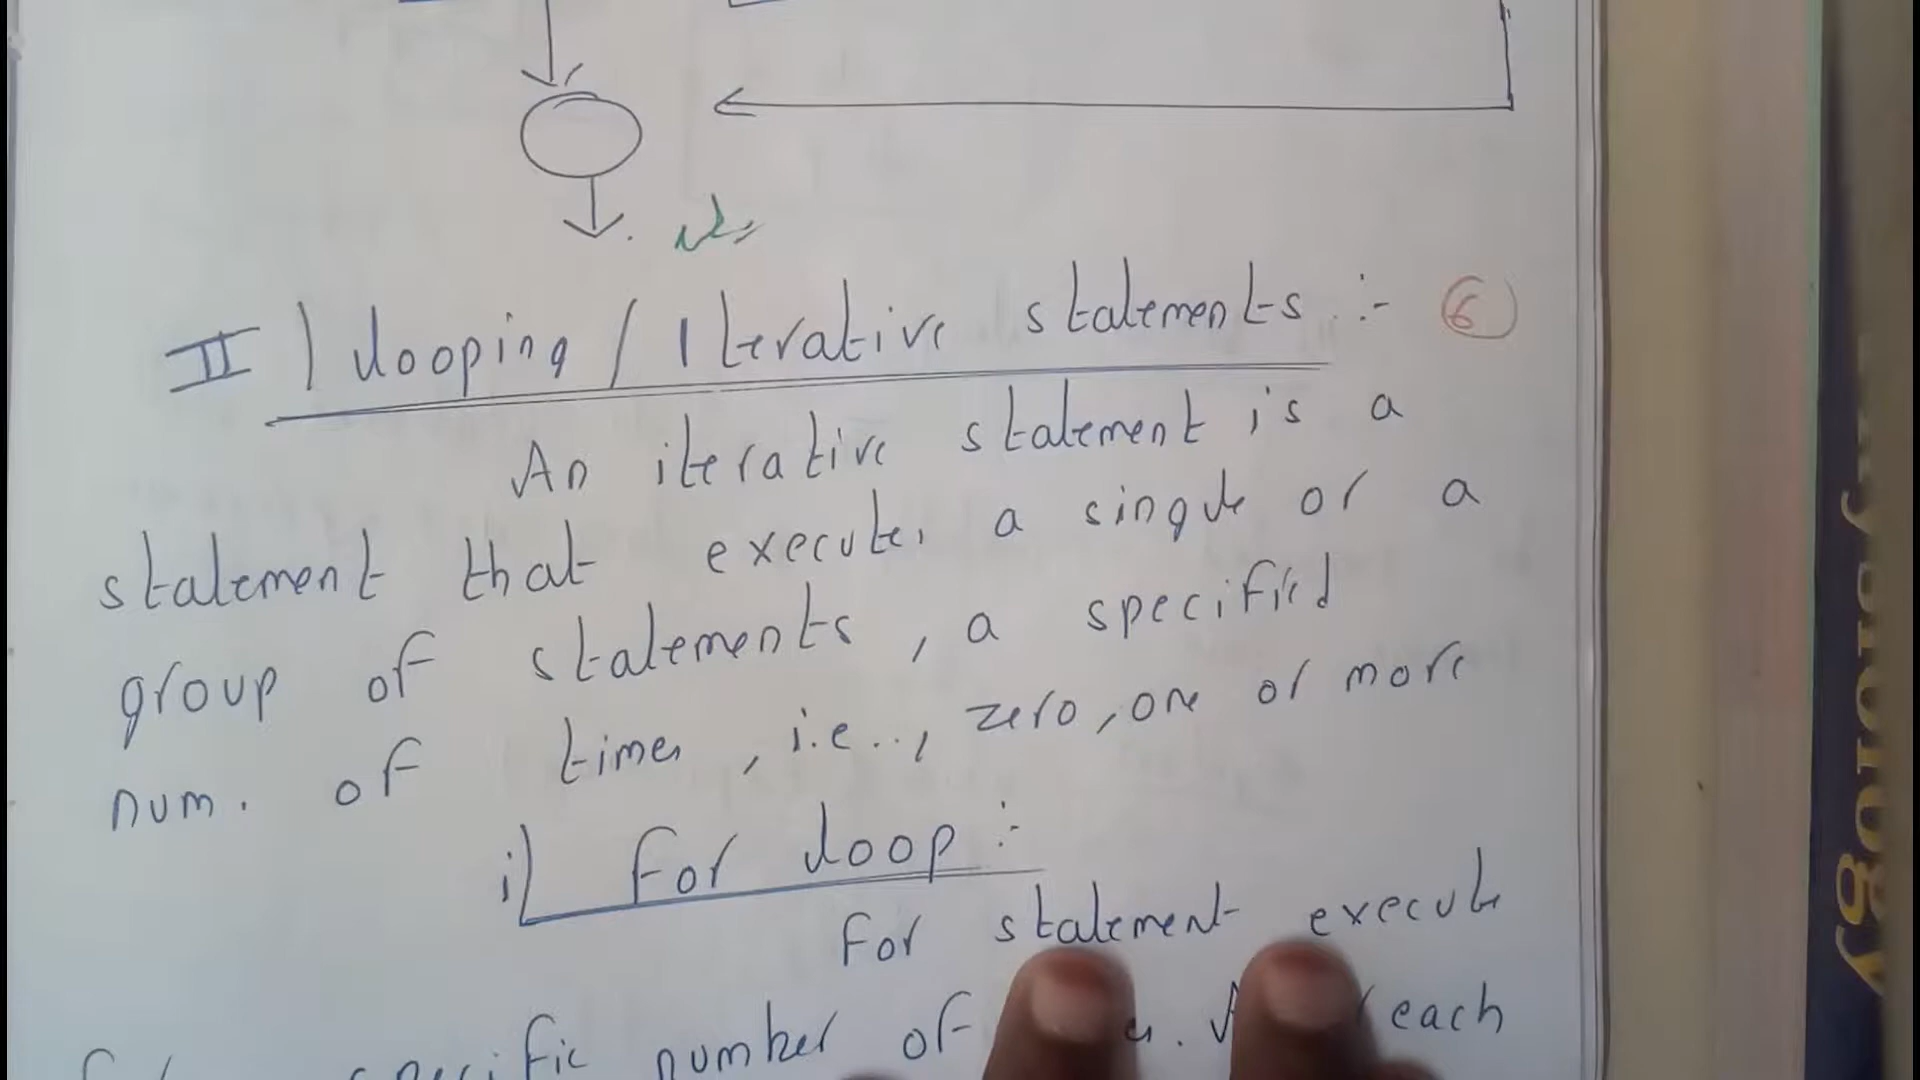 II) Looping / Iterative statements :- 6
An iterative statement is a
statement that executes a single or a
group of statements, a specified
num. of times, i.e.., zero, one or more
i) For Loop :-
For statement execute
specific number of each